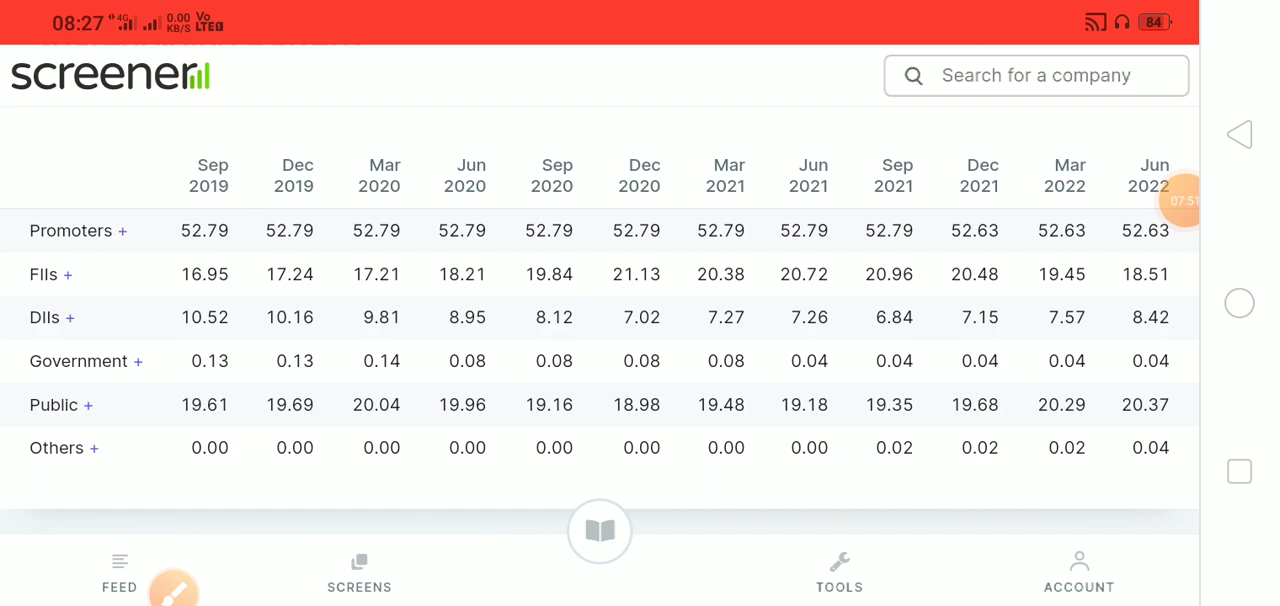 08:27 4G 0.00 KB/S Vo LTE 84
screener
Search for a company
Sep 2019 Dec 2019 Mar 2020 Jun 2020 Sep 2020 Dec 2020 Mar 2021 Jun 2021 Sep 2021 Dec 2021 Mar 2022 Jun 2022
07:51
Promoters + 52.79 52.79 52.79 52.79 52.79 52.79 52.79 52.79 52.79 52.63 52.63 52.63
FIIs + 16.95 17.24 17.21 18.21 19.84 21.13 20.38 20.72 20.96 20.48 19.45 18.51
DIIs + 10.52 10.16 9.81 8.95 8.12 7.02 7.27 7.26 6.84 7.15 7.57 8.42
Government + 0.13 0.13 0.14 0.08 0.08 0.08 0.08 0.04 0.04 0.04 0.04 0.04
Public + 19.61 19.69 20.04 19.96 19.16 18.98 19.48 19.18 19.35 19.68 20.29 20.37
Others + 0.00 0.00 0.00 0.00 0.00 0.00 0.00 0.00 0.02 0.02 0.02 0.04
FEED SCREENS TOOLS ACCOUNT